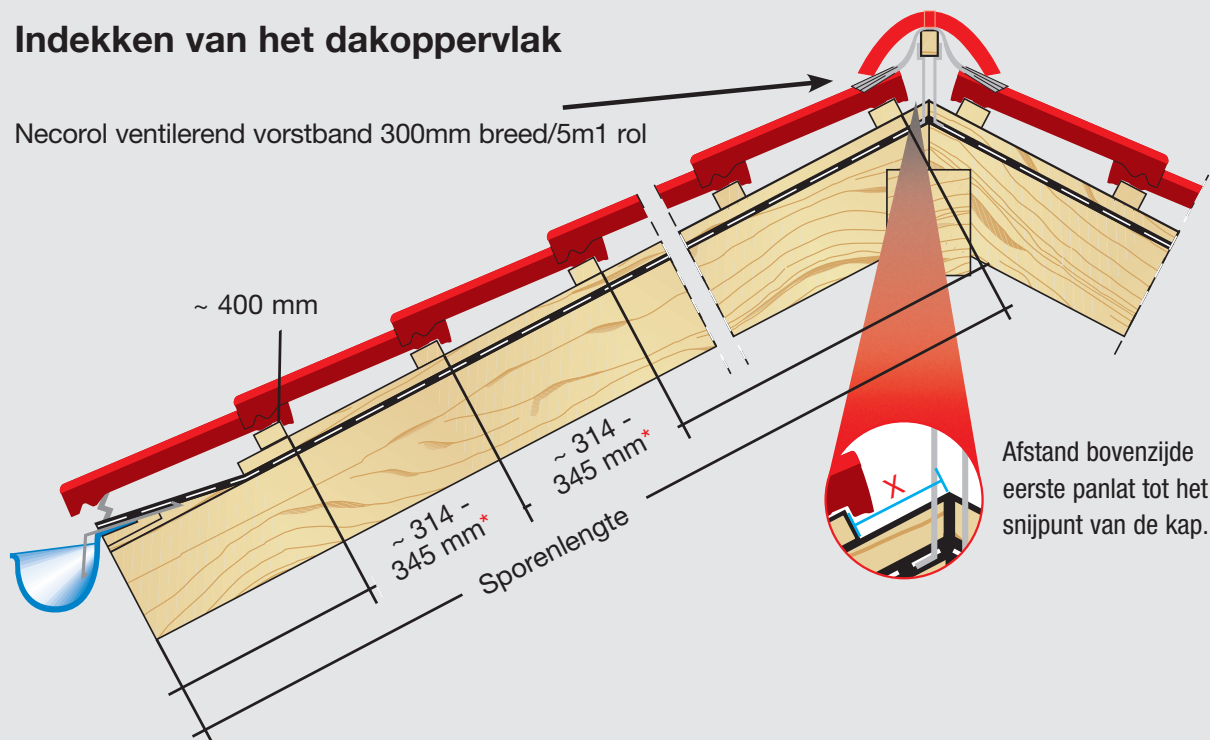 Indekken van het dakoppervlak
Necorol ventilerend vorstband 300mm breed/5m1 rol
~ 400 mm
~ 314 -
345 mm*
~ 314 -
345 mm*
Sporenlengte
X
Afstand bovenzijde
eerste panlat tot het
snijpunt van de kap.